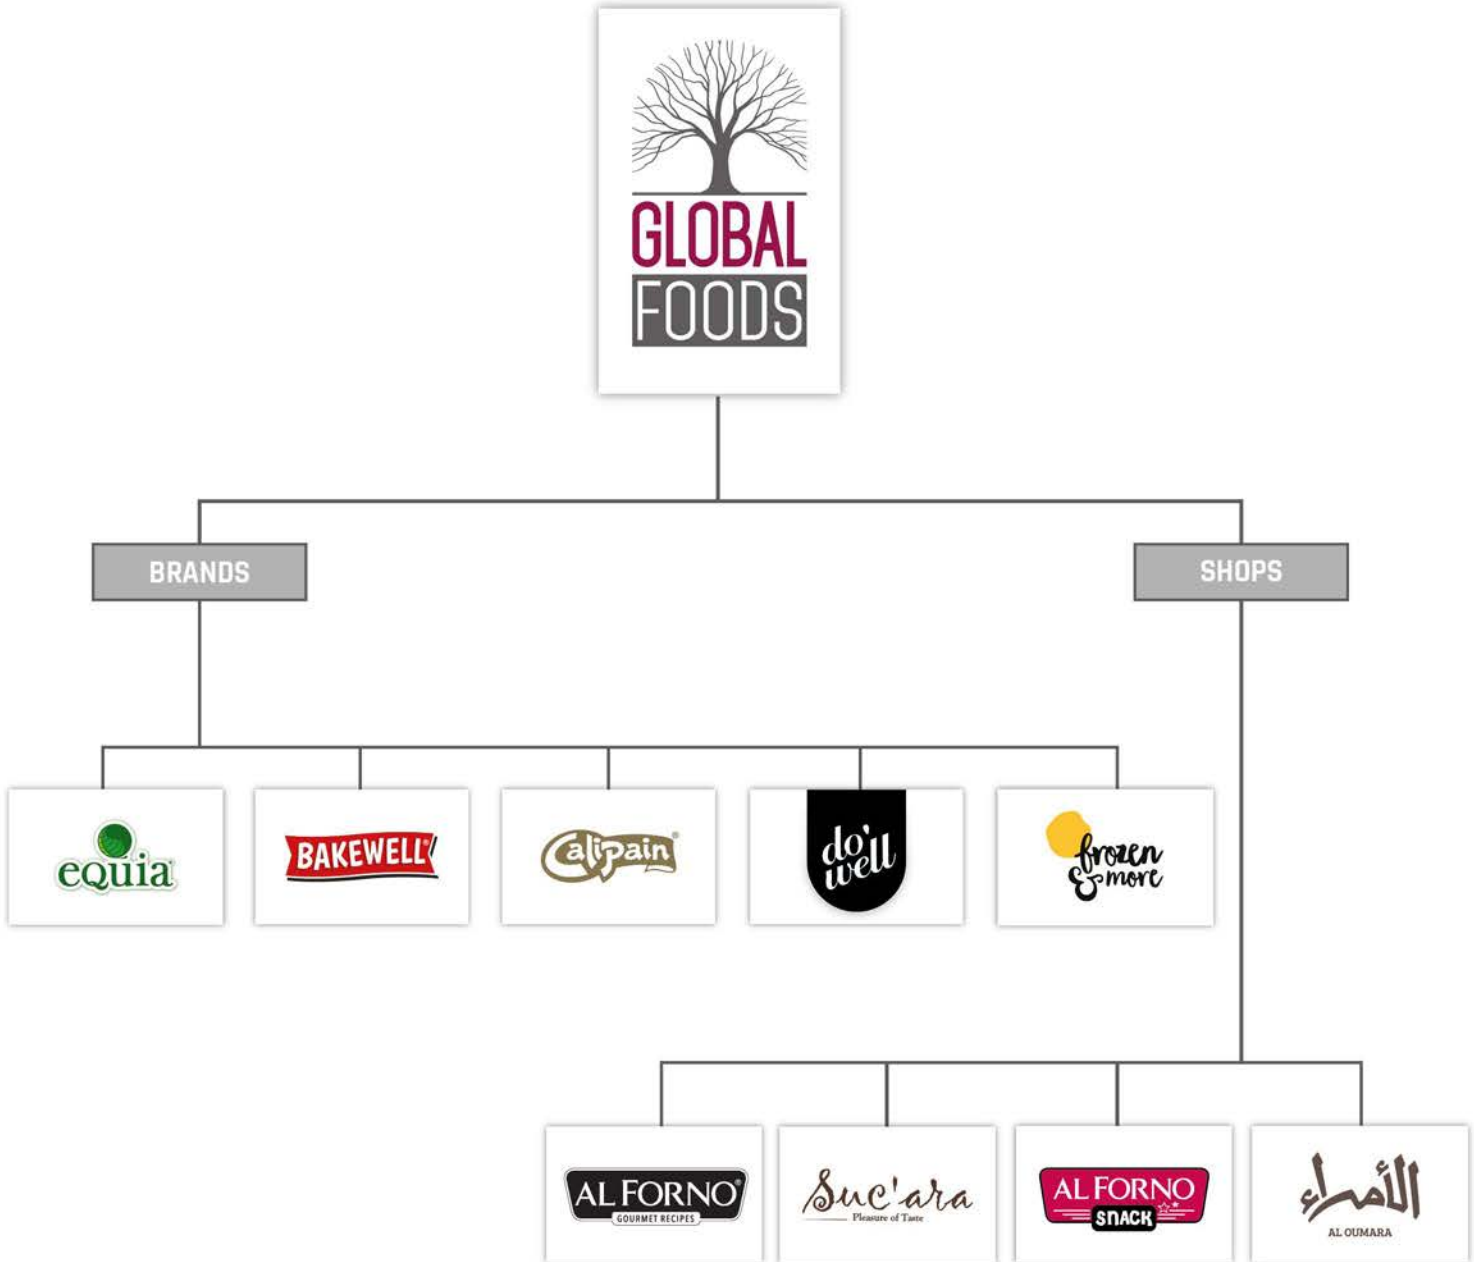 GLOBAL
FOODS
BRANDS
SHOPS
equia
BAKEWELL®
Calipain®
do'
well
frozen
& more
AL FORNO®
GOURMET RECIPES
Suc'ara
Pleasure of Taste
AL FORNO
SNACK
الأمراء
AL OUMARA